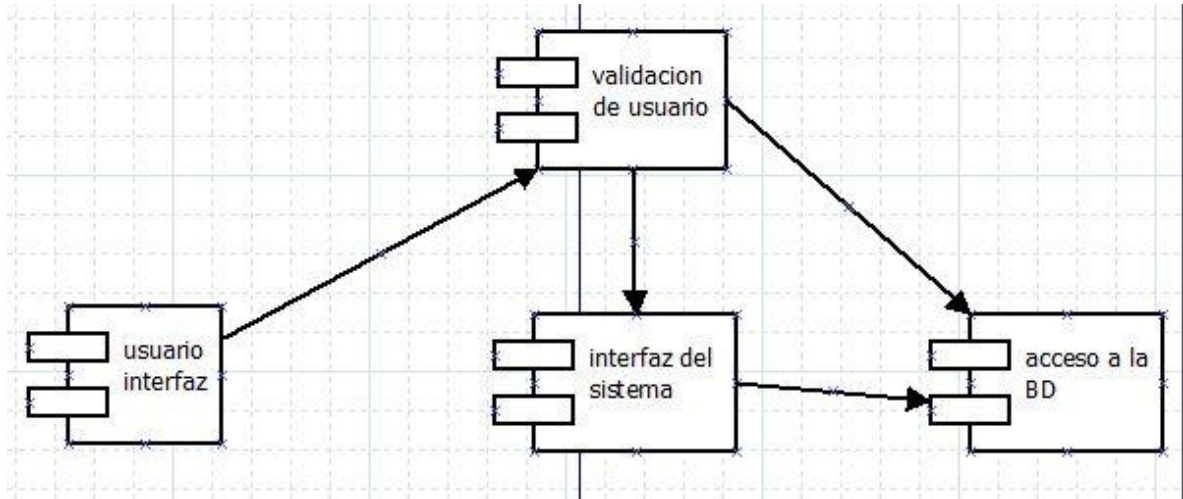 validacion
de usuario
usuario
interfaz
interfaz del
sistema
acceso a la
BD